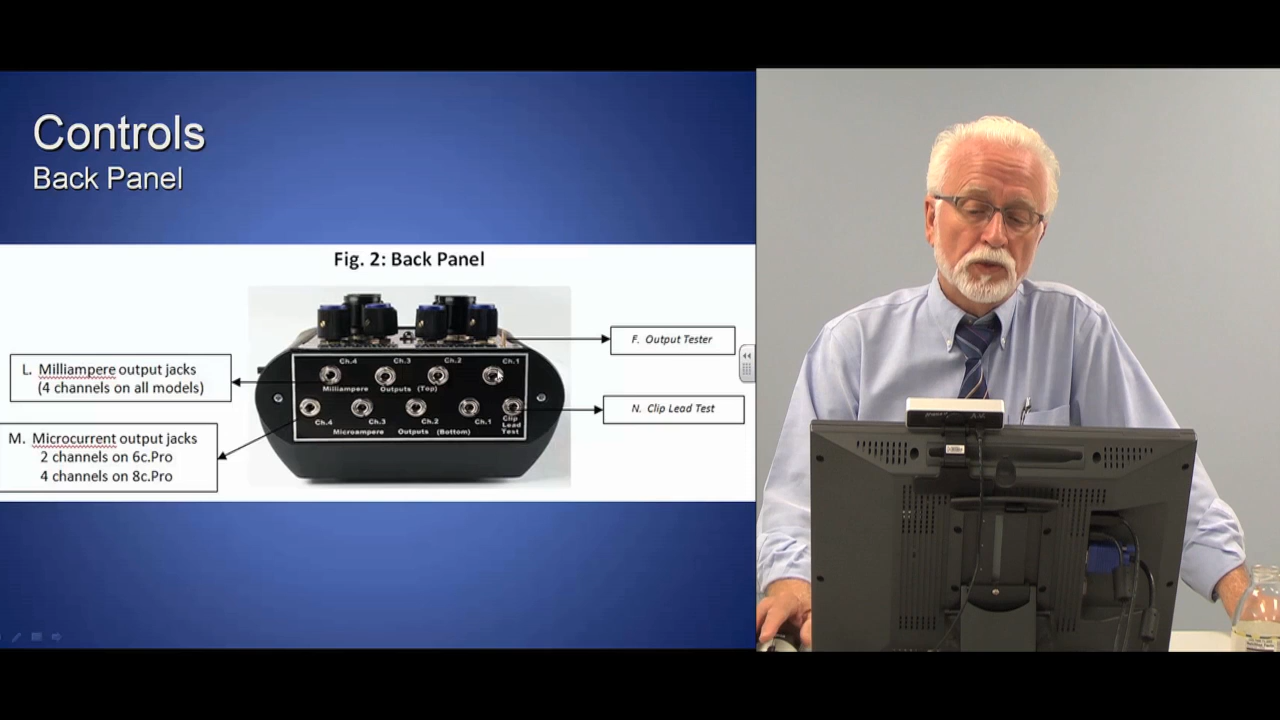 Controls
Back Panel
Fig. 2: Back Panel
F. Output Tester
L. Milliampere output jacks
(4 channels on all models)
N. Clip Lead Test
M. Microcurrent output jacks
2 channels on 6c.Pro
4 channels on 8c.Pro
Ch.4 Ch.3 Ch.2 Ch.1
Milliampere Outputs (Top)
Ch.4 Ch.3 Ch.2 Ch.1
Microampere Outputs (Bottom)
Clip
Lead
Test